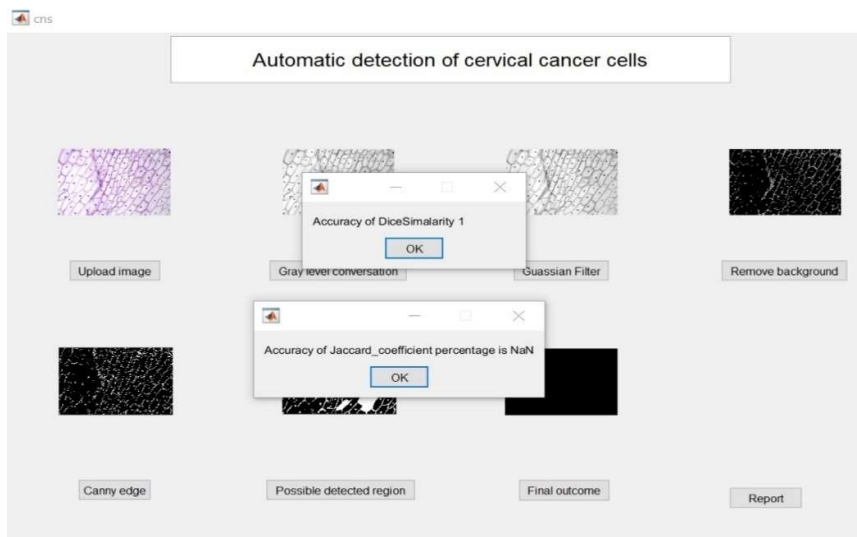 cns
Automatic detection of cervical cancer cells
Accuracy of DiceSimalarity 1
OK
Upload image
Gray level conversation
Guassian Filter
Remove background
Accuracy of Jaccard_coefficient percentage is NaN
OK
Canny edge
Possible detected region
Final outcome
Report